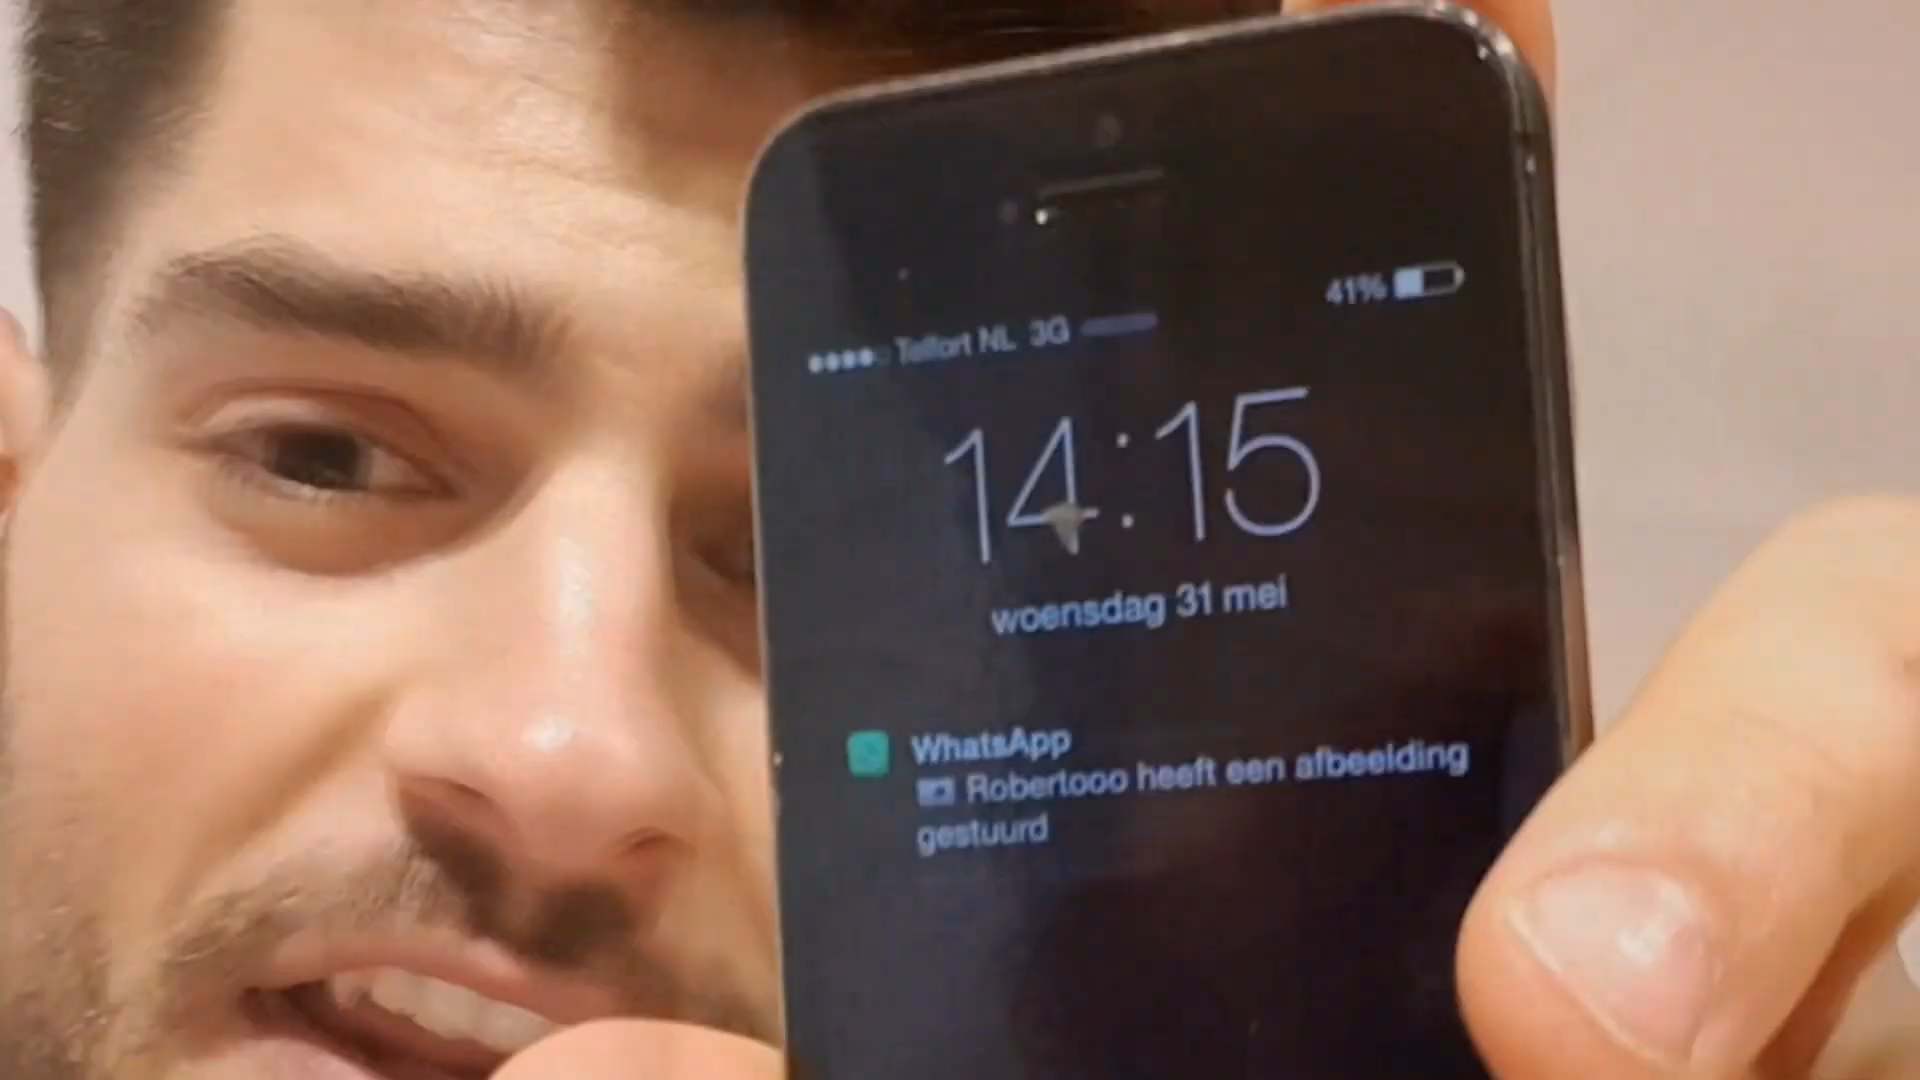 Telfort NL 3G
41%
14:15
woensdag 31 mei
WhatsApp
Robertooo heeft een afbeelding
gestuurd